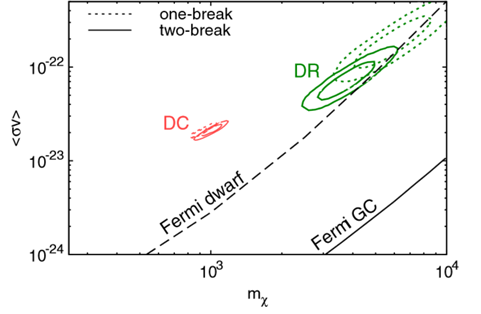 one-break
two-break
10⁻²²
10⁻²³
10⁻²⁴
<σv>
DR
DC
Fermi dwarf
Fermi GC
10³
10⁴
mχ